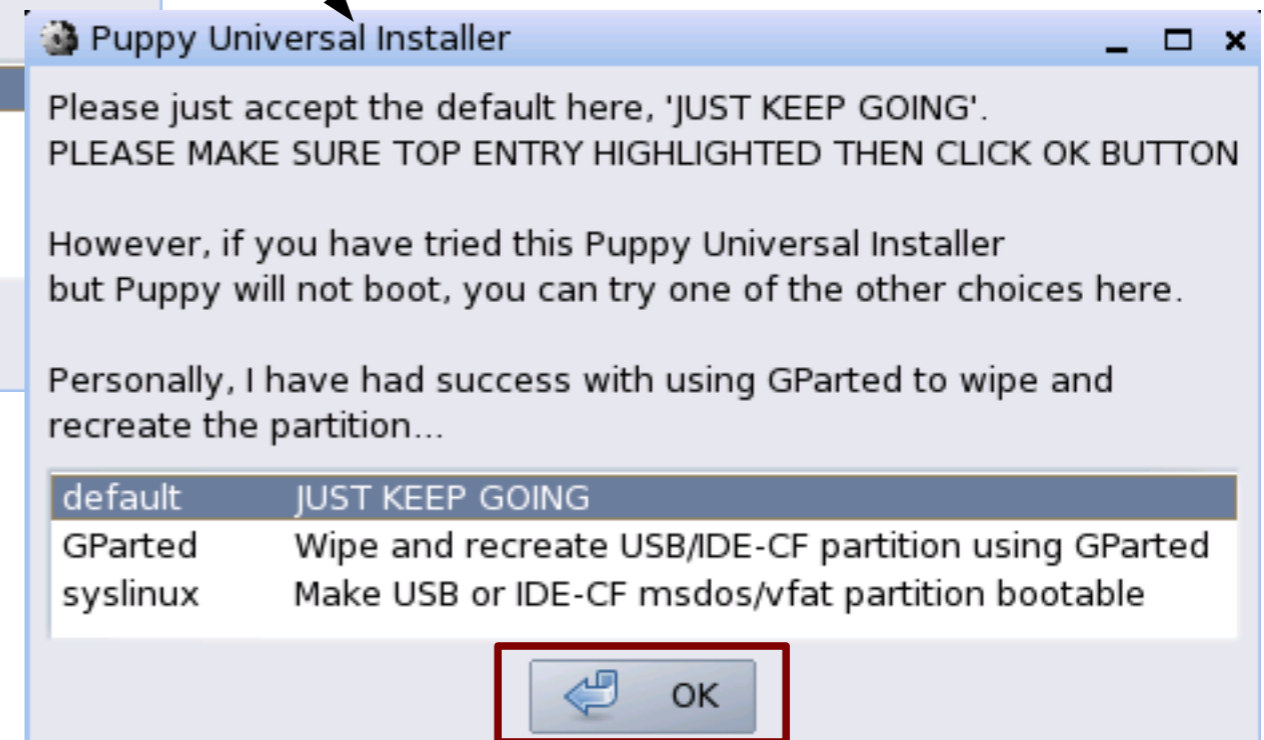 Puppy Universal Installer
Please just accept the default here, 'JUST KEEP GOING'.
PLEASE MAKE SURE TOP ENTRY HIGHLIGHTED THEN CLICK OK BUTTON
However, if you have tried this Puppy Universal Installer
but Puppy will not boot, you can try one of the other choices here.
Personally, I have had success with using GParted to wipe and
recreate the partition...
default JUST KEEP GOING
GParted Wipe and recreate USB/IDE-CF partition using GParted
syslinux Make USB or IDE-CF msdos/vfat partition bootable
OK